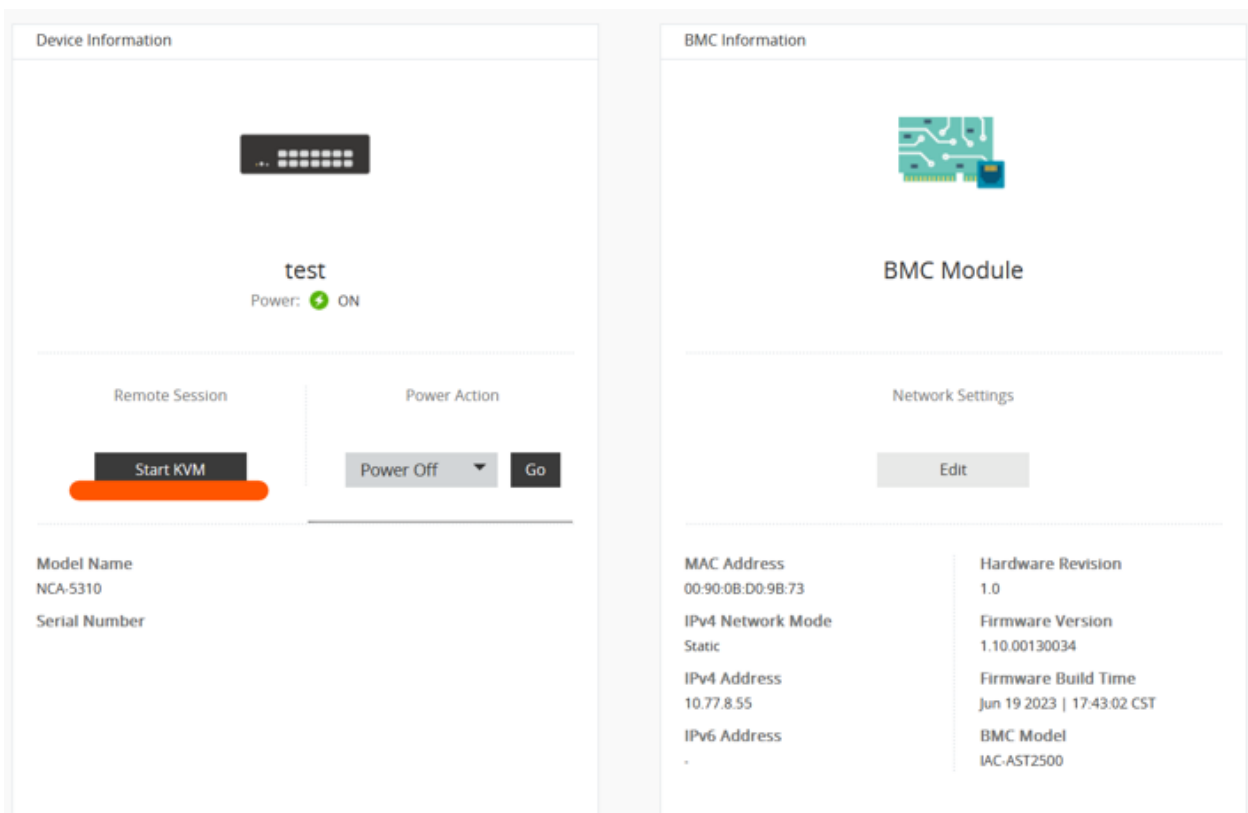 Device Information
test
Power: ON
Remote Session
Power Action
Start KVM
Power Off
Go
Model Name
NCA-5310
Serial Number
BMC Information
BMC Module
Network Settings
Edit
MAC Address
00:90:0B:D0:9B:73
IPv4 Network Mode
Static
IPv4 Address
10.77.8.55
IPv6 Address
-
Hardware Revision
1.0
Firmware Version
1.10.00130034
Firmware Build Time
Jun 19 2023 | 17:43:02 CST
BMC Model
IAC-AST2500